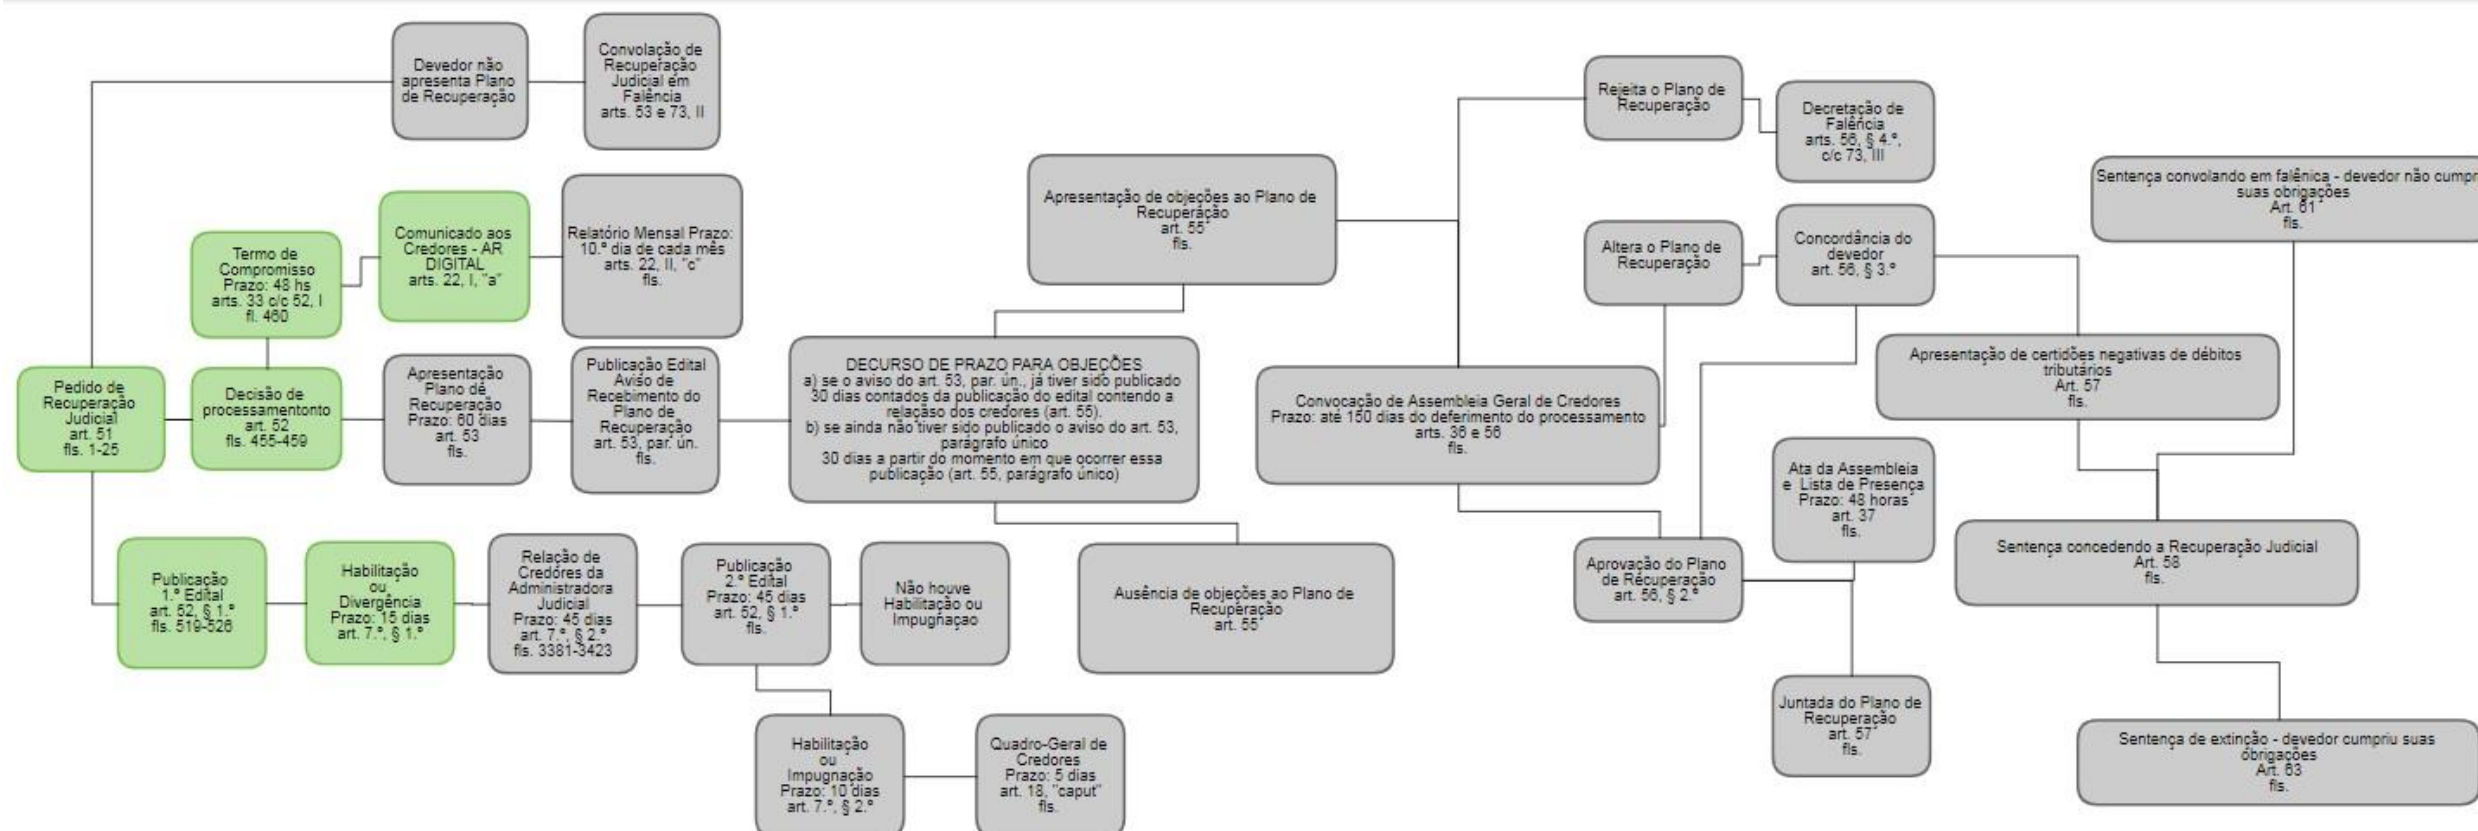 Devedor não
apresenta Plano
de Recuperação
Convolação de
Recuperação
Judicial em
Falência
arts. 53 e 73, II
Termo de
Compromisso
Prazo: 48 hs
arts. 33 c/c 52, I
fl. 460
Comunicado aos
Credores - AR
DIGITAL
arts. 22, I, "a"
Relatório Mensal Prazo:
10.º dia de cada mês
arts. 22, II, "c"
fls.
Pedido de
Recuperação
Judicial
art. 51
fls. 1-25
Decisão de
processamentonto
art. 52
fls. 455-459
Apresentação
Plano de
Recuperação
Prazo: 60 dias
art. 53
fls.
Publicação Edital
Aviso de
Recebimento do
Plano de
Recuperação
art. 53, par. ún.
fls.
DECURSO DE PRAZO PARA OBJEÇÕES
a) se o aviso do art. 53, par. ún., já tiver sido publicado
30 dias contados da publicação do edital contendo a
relaçãso dos credores (art. 55).
b) se ainda não tiver sido publicado o aviso do art. 53,
parágrafo único
30 dias a partir do momento em que ocorrer essa
publicação (art. 55, parágrafo único)
Publicação
1.º Edital
art. 52, § 1.º
fls. 519-526
Habilitação
ou
Divergência
Prazo: 15 dias
art. 7.º, § 1.º
Relação de
Credores da
Administradora
Judicial
Prazo: 45 dias
art. 7.º, § 2.º
fls. 3381-3423
Publicação
2.º Edital
Prazo: 45 dias
art. 52, § 1.º
fls.
Não houve
Habilitação ou
Impugnaçao
Habilitação
ou
Impugnação
Prazo: 10 dias
art. 7.º, § 2.º
Quadro-Geral de
Credores
Prazo: 5 dias
art. 18, "caput"
fls.
Apresentação de objeções ao Plano de
Recuperação
art. 55
fls.
Ausência de objeções ao Plano de
Recuperação
art. 55
Convocação de Assembleia Geral de Credores
Prazo: até 150 dias do deferimento do processamento
arts. 36 e 56
fls.
Rejeita o Plano de
Recuperação
Decretação de
Falência
arts. 56, § 4.º,
c/c 73, III
Altera o Plano de
Recuperação
Concordância do
devedor
art. 56, § 3.º
Aprovação do Plano
de Recuperação
art. 56, § 2.º
Ata da Assembleia
e Lista de Presença
Prazo: 48 horas
art. 37
fls.
Juntada do Plano de
Recuperação
art. 57
fls.
Sentença convolando em falênica - devedor não cumpr
suas obrigações
Art. 61
fls.
Apresentação de certidões negativas de débitos
tributários
Art. 57
fls.
Sentença concedendo a Recuperação Judicial
Art. 58
fls.
Sentença de extinção - devedor cumpriu suas
obrigações
Art. 63
fls.